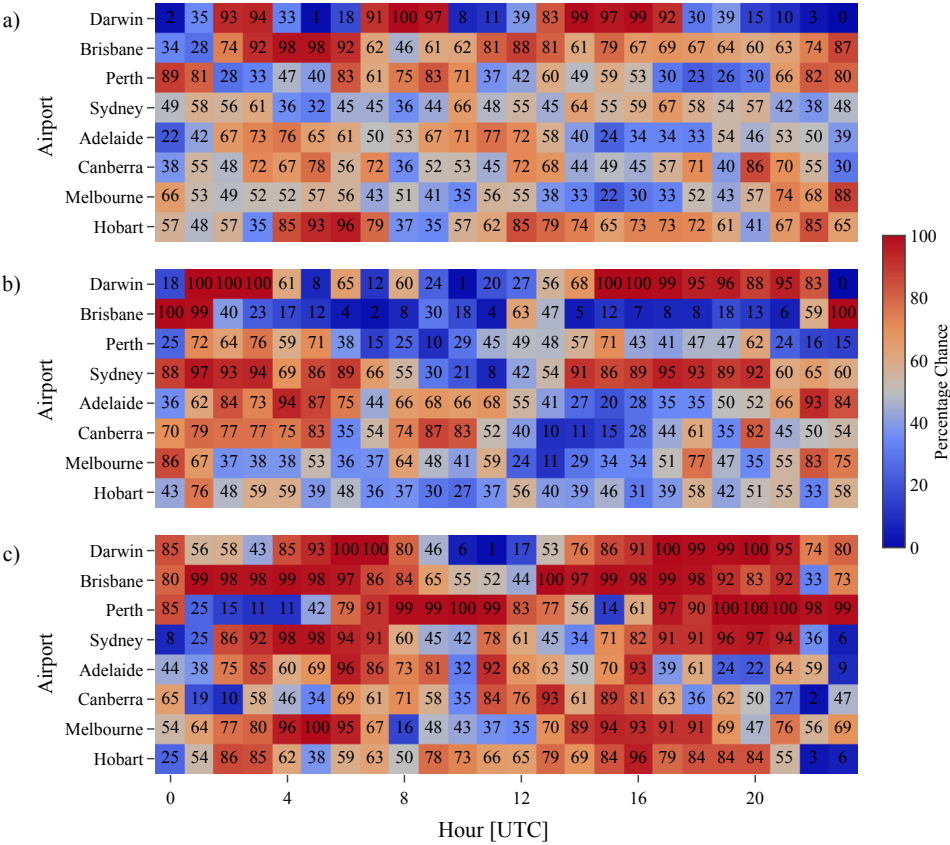 a)
Airport
Darwin 2 35 93 94 33 1 18 91 100 97 8 11 39 83 99 97 99 92 30 39 15 10 3 0
Brisbane 34 28 74 92 98 98 92 62 46 61 62 81 88 81 61 79 67 69 67 64 60 63 74 87
Perth 89 81 28 33 47 40 83 61 75 83 71 37 42 60 49 59 53 30 23 26 30 66 82 80
Sydney 49 58 56 61 36 32 45 45 36 44 66 48 55 45 64 55 59 67 58 54 57 42 38 48
Adelaide 22 42 67 73 76 65 61 50 53 67 71 77 72 58 40 24 34 34 33 54 46 53 50 39
Canberra 38 55 48 72 67 78 56 72 36 52 53 45 72 68 44 49 45 57 71 40 86 70 55 30
Melbourne 66 53 49 52 52 57 56 43 51 41 35 56 55 38 33 22 30 33 52 43 57 74 68 88
Hobart 57 48 57 35 85 93 96 79 37 35 57 62 85 79 74 65 73 73 72 61 41 67 85 65
b)
Airport
Darwin 18 100 100 100 61 8 65 12 60 24 1 20 27 56 68 100 100 99 95 96 88 95 83 0
Brisbane 100 99 40 23 17 12 4 2 8 30 18 4 63 47 5 12 7 8 8 18 13 6 59 100
Perth 25 72 64 76 59 71 38 15 25 10 29 45 49 48 57 71 43 41 47 47 62 24 16 15
Sydney 88 97 93 94 69 86 89 66 55 30 21 8 42 54 91 86 89 95 93 89 92 60 65 60
Adelaide 36 62 84 73 94 87 75 44 66 68 66 68 55 41 27 20 28 35 35 50 52 66 93 84
Canberra 70 79 77 77 75 83 35 54 74 87 83 52 40 10 11 15 28 44 61 35 82 45 50 54
Melbourne 86 67 37 38 38 53 36 37 64 48 41 59 24 11 29 34 34 51 77 47 35 55 83 75
Hobart 43 76 48 59 59 39 48 36 37 30 27 37 56 40 39 46 31 39 58 42 51 55 33 58
c)
Airport
Darwin 85 56 58 43 85 93 100 100 80 46 6 1 17 53 76 86 91 100 99 99 100 95 74 80
Brisbane 80 99 98 98 99 98 97 86 84 65 55 52 44 100 97 99 98 99 98 92 83 92 33 73
Perth 85 25 15 11 11 42 79 91 99 99 100 99 83 77 56 14 61 97 90 100 100 100 98 99
Sydney 8 25 86 92 98 98 94 91 60 45 42 78 61 45 34 71 82 91 91 96 97 94 36 6
Adelaide 44 38 75 85 60 69 96 86 73 81 32 92 68 63 50 70 93 39 61 24 22 64 59 9
Canberra 65 19 10 58 46 34 69 61 71 58 35 84 76 93 61 89 81 63 36 62 50 27 2 47
Melbourne 54 64 77 80 96 100 95 67 16 48 43 37 35 70 89 94 93 91 91 69 47 76 56 69
Hobart 25 54 86 85 62 38 59 63 50 78 73 66 65 79 69 84 96 79 84 84 84 55 3 6
0 4 8 12 16 20
Hour [UTC]
100
80
60
40
20
0
Percentage Chance